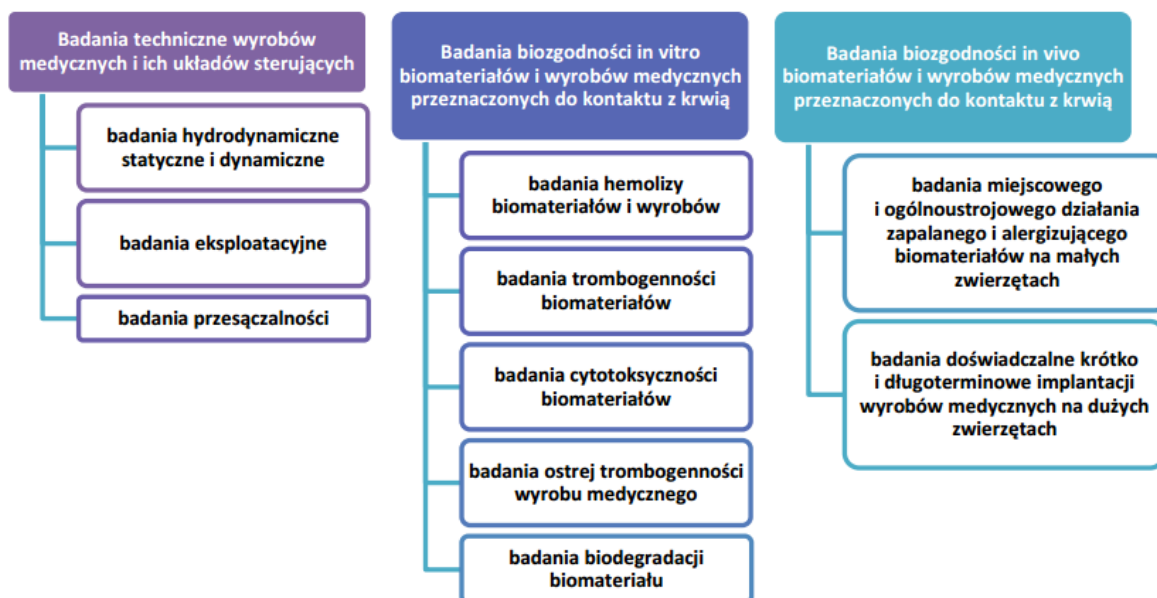 Badania techniczne wyrobów
medycznych i ich układów sterujących
badania hydrodynamiczne
statyczne i dynamiczne
badania eksploatacyjne
badania przesączalności
Badania biozgodności in vitro
biomateriałów i wyrobów medycznych
przeznaczonych do kontaktu z krwią
badania hemolizy
biomateriałów i wyrobów
badania trombogenności
biomateriałów
badania cytotoksyczności
biomateriałów
badania ostrej trombogenności
wyrobu medycznego
badania biodegradacji
biomateriału
Badania biozgodności in vivo
biomateriałów i wyrobów medycznych
przeznaczonych do kontaktu z krwią
badania miejscowego
i ogólnoustrojowego działania
zapalanego i alergizującego
biomateriałów na małych
zwierzętach
badania doświadczalne krótko
i długoterminowe implantacji
wyrobów medycznych na dużych
zwierzętach